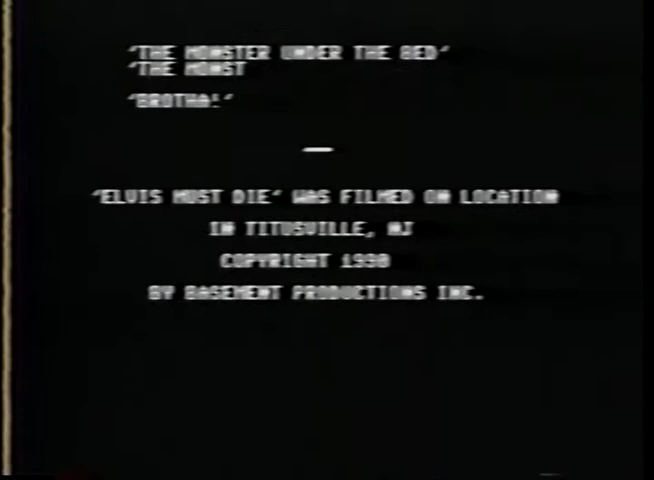 "THE MONSTER UNDER THE BED"
"THE MONST
"BROTHA!"
"ELVIS MUST DIE" WAS FILMED ON LOCATION
IN TITUSVILLE, NJ
COPYRIGHT 1990
BY BASEMENT PRODUCTIONS INC.